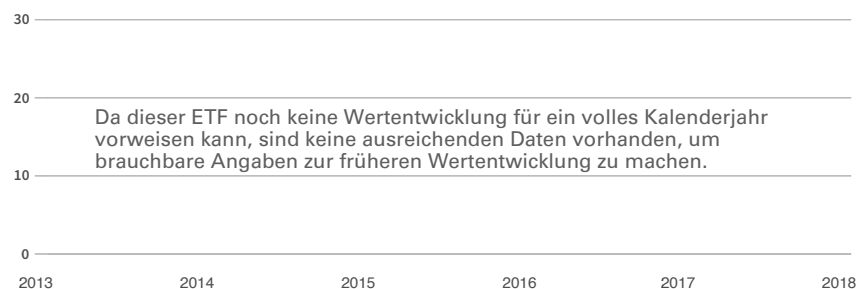 30
20
Da dieser ETF noch keine Wertentwicklung für ein volles Kalenderjahr
vorweisen kann, sind keine ausreichenden Daten vorhanden, um
brauchbare Angaben zur früheren Wertentwicklung zu machen.
10
0
2013 2014 2015 2016 2017 2018